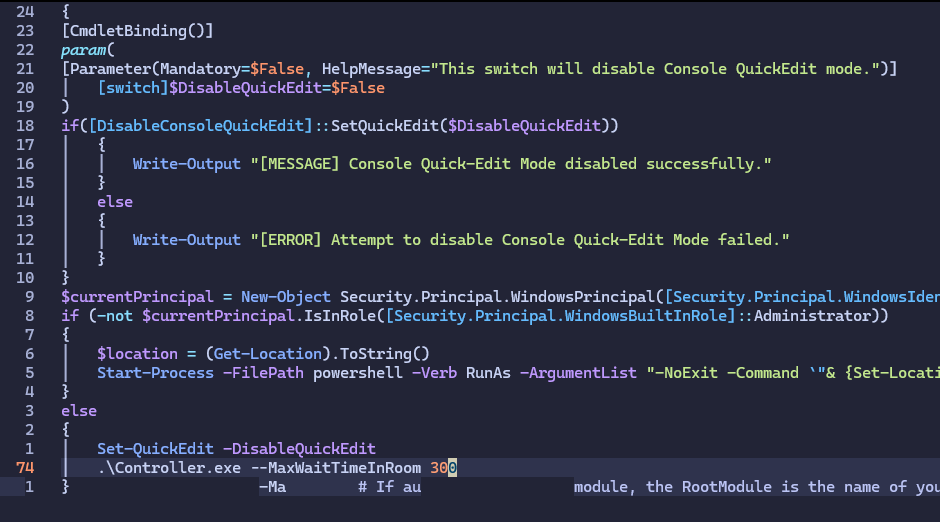 24 {
23 [CmdletBinding()]
22 param(
21 [Parameter(Mandatory=$False, HelpMessage="This switch will disable Console QuickEdit mode.")]
20 [switch]$DisableQuickEdit=$False
19 )
18 if([DisableConsoleQuickEdit]::SetQuickEdit($DisableQuickEdit))
17 {
16 Write-Output "[MESSAGE] Console Quick-Edit Mode disabled successfully."
15 }
14 else
13 {
12 Write-Output "[ERROR] Attempt to disable Console Quick-Edit Mode failed."
11 }
10 }
9 $currentPrincipal = New-Object Security.Principal.WindowsPrincipal([Security.Principal.WindowsIden
8 if (-not $currentPrincipal.IsInRole([Security.Principal.WindowsBuiltInRole]::Administrator))
7 {
6 $location = (Get-Location).ToString()
5 Start-Process -FilePath powershell -Verb RunAs -ArgumentList "-NoExit -Command `"& {Set-Locati
4 }
3 else
2 {
1 Set-QuickEdit -DisableQuickEdit
74 .\Controller.exe --MaxWaitTimeInRoom 300
1 } -Ma # If au module, the RootModule is the name of you